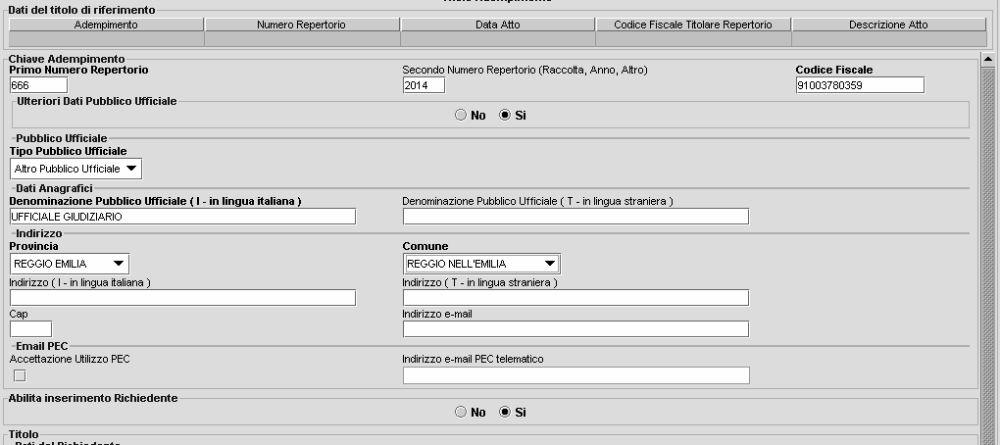 Titolo Adempimento
Dati del titolo di riferimento
Adempimento Numero Repertorio Data Atto Codice Fiscale Titolare Repertorio Descrizione Atto
Chiave Adempimento
Primo Numero Repertorio Secondo Numero Repertorio (Raccolta, Anno, Altro) Codice Fiscale
666 2014 91003780359
Ulteriori Dati Pubblico Ufficiale
No Si
Pubblico Ufficiale
Tipo Pubblico Ufficiale
Altro Pubblico Ufficiale
Dati Anagrafici
Denominazione Pubblico Ufficiale ( I - in lingua italiana ) Denominazione Pubblico Ufficiale ( T - in lingua straniera )
UFFICIALE GIUDIZIARIO
Indirizzo
Provincia Comune
REGGIO EMILIA REGGIO NELL'EMILIA
Indirizzo ( I - in lingua italiana ) Indirizzo ( T - in lingua straniera )
Cap Indirizzo e-mail
Email PEC
Accettazione Utilizzo PEC Indirizzo e-mail PEC telematico
Abilita inserimento Richiedente
No Si
Titolo
Dati del Richiedente